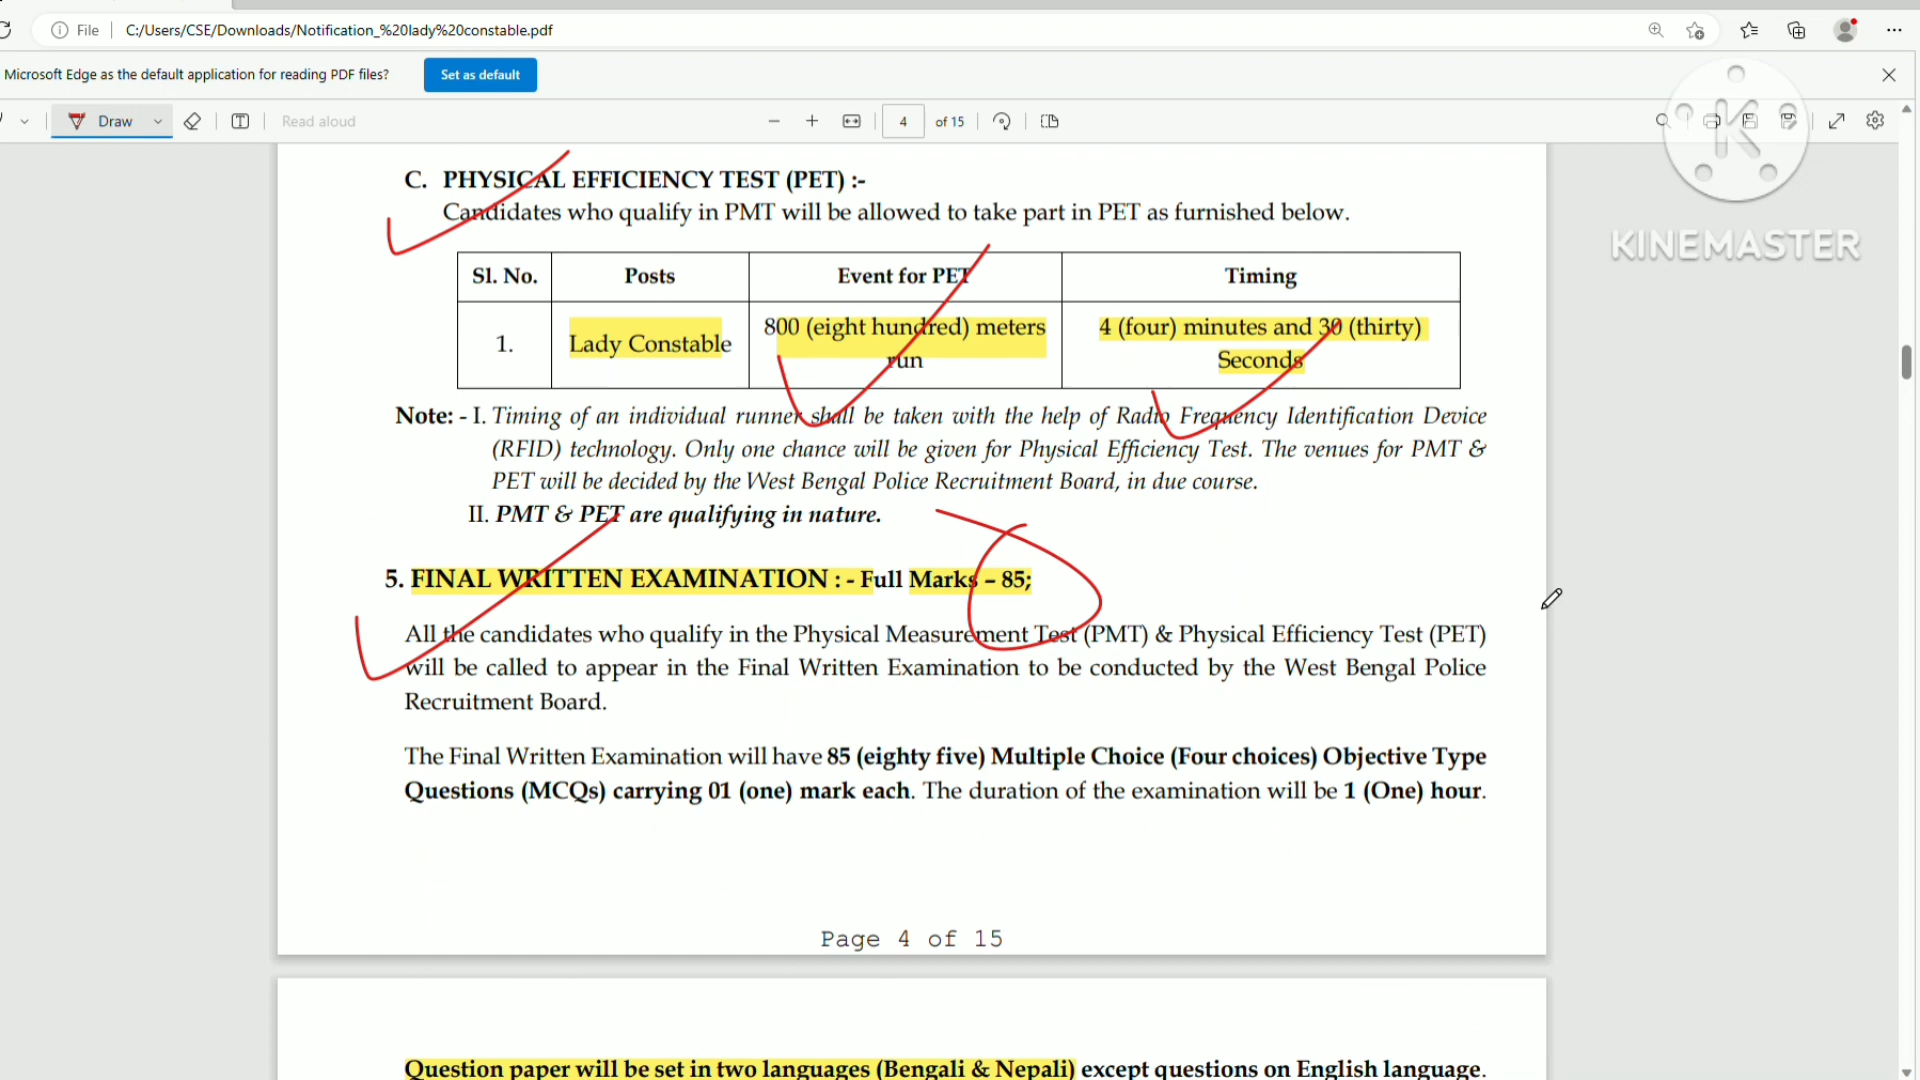 File C:/Users/CSE/Downloads/Notification_%20lady%20constable.pdf
Microsoft Edge as the default application for reading PDF files? Set as default
Draw Read aloud 4 of 15
KINEMASTER
C. PHYSICAL EFFICIENCY TEST (PET) :-
Candidates who qualify in PMT will be allowed to take part in PET as furnished below.
Sl. No. Posts Event for PET Timing
1. Lady Constable 800 (eight hundred) meters run 4 (four) minutes and 30 (thirty) Seconds
Note: - I. Timing of an individual runner shall be taken with the help of Radio Frequency Identification Device
(RFID) technology. Only one chance will be given for Physical Efficiency Test. The venues for PMT &
PET will be decided by the West Bengal Police Recruitment Board, in due course.
II. PMT & PET are qualifying in nature.
5. FINAL WRITTEN EXAMINATION : - Full Marks – 85;
All the candidates who qualify in the Physical Measurement Test (PMT) & Physical Efficiency Test (PET)
will be called to appear in the Final Written Examination to be conducted by the West Bengal Police
Recruitment Board.
The Final Written Examination will have 85 (eighty five) Multiple Choice (Four choices) Objective Type
Questions (MCQs) carrying 01 (one) mark each. The duration of the examination will be 1 (One) hour.
Page 4 of 15
Question paper will be set in two languages (Bengali & Nepali) except questions on English language.